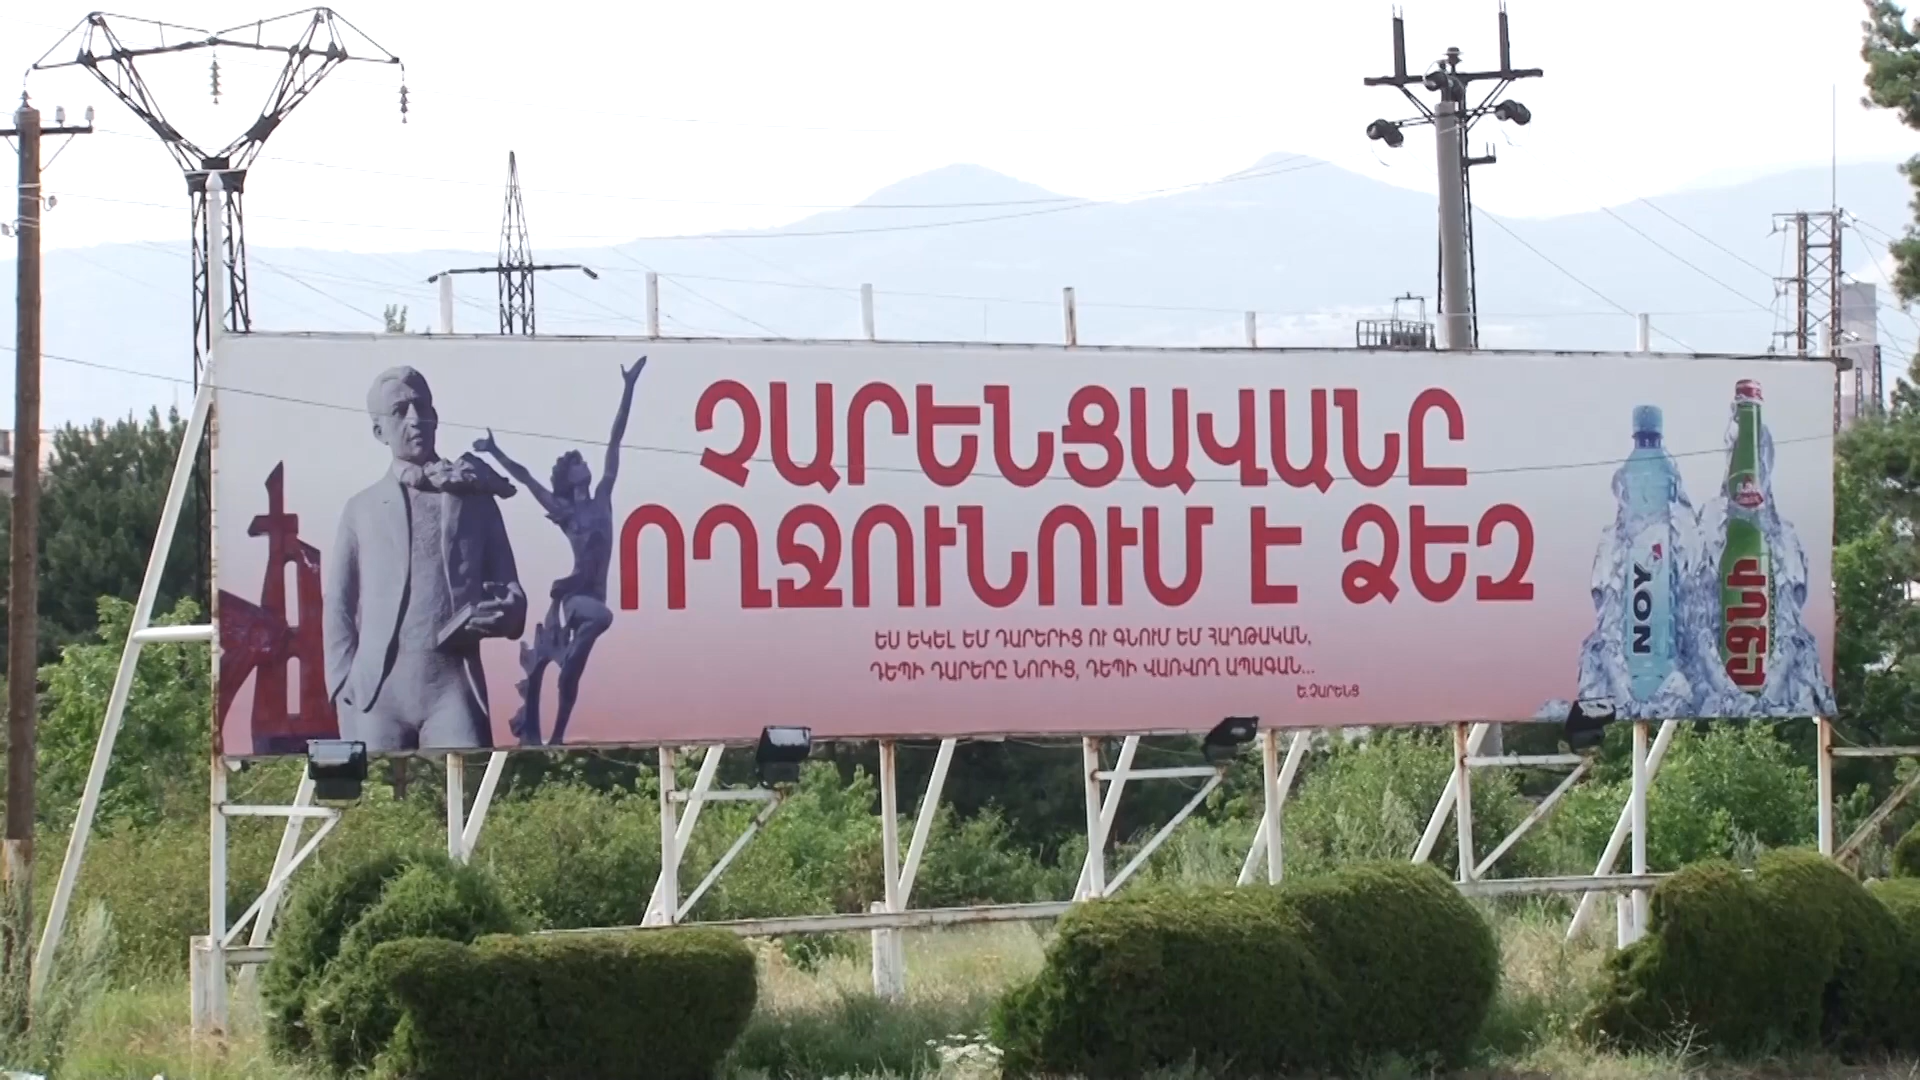 ՉԱՐԵՆՑԱՎԱՆԸ
ՈՂՋՈՒՆՈՒՄ Է ՁԵԶ
ԵՍ ԵԿԵԼ ԵՄ ԴԱՐԵՐԻՑ ՈՒ ԳՆՈՒՄ ԵՄ ՀԱՂԹԱԿԱՆ,
ԴԵՊԻ ԴԱՐԵՐԸ ՆՈՐԻՑ, ԴԵՊԻ ՎԱՌՎՈՂ ԱՊԱԳԱՆ...
Ե.ՉԱՐԵՆՑ
NOY
ԲՋՆԻ